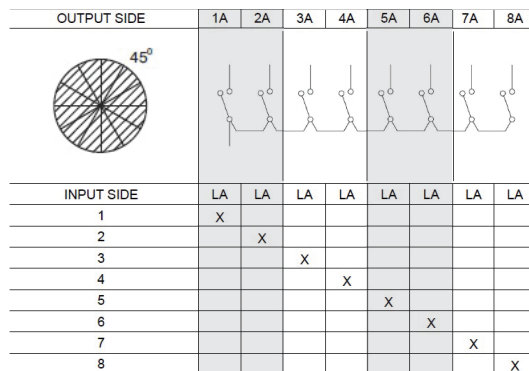 OUTPUT SIDE 1A 2A 3A 4A 5A 6A 7A 8A
45⁰
INPUT SIDE LA LA LA LA LA LA LA LA
1 X
2 X
3 X
4 X
5 X
6 X
7 X
8 X